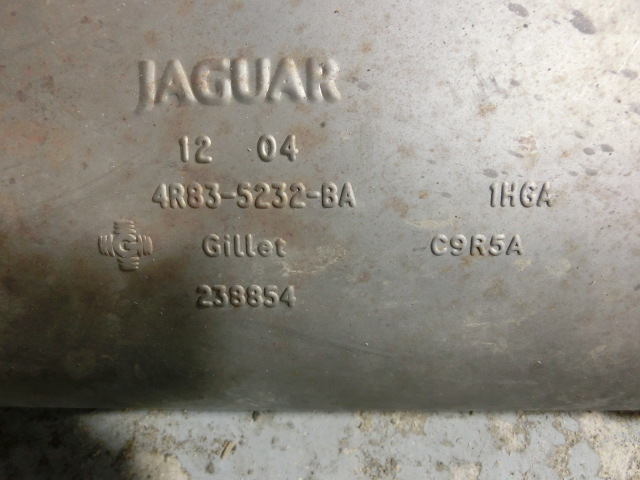 JAGUAR
12 04
4R83-5232-BA 1HGA
G Gillet C9R5A
238854